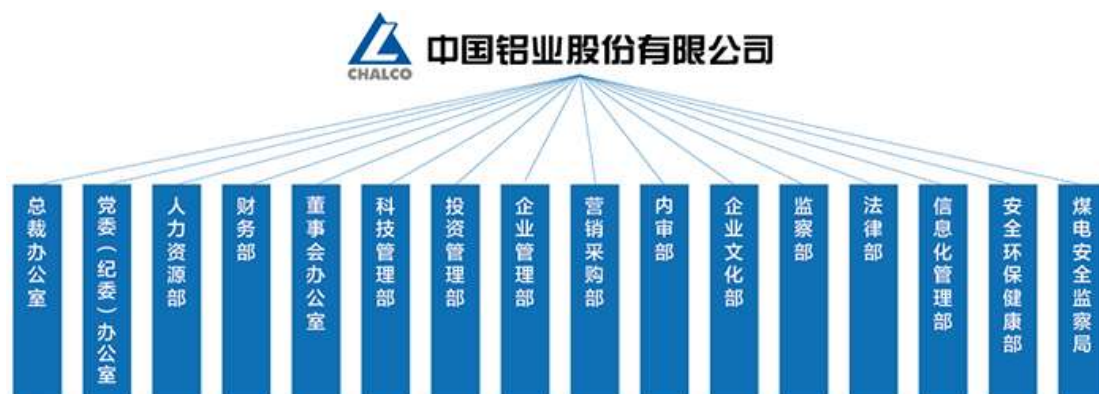 CHALCO
中国铝业股份有限公司
总裁办公室
党委（纪委）办公室
人力资源部
财务部
董事会办公室
科技管理部
投资管理部
企业管理部
营销采购部
内审部
企业文化部
监察部
法律部
信息化管理部
安全环保健康部
煤电安全监察局